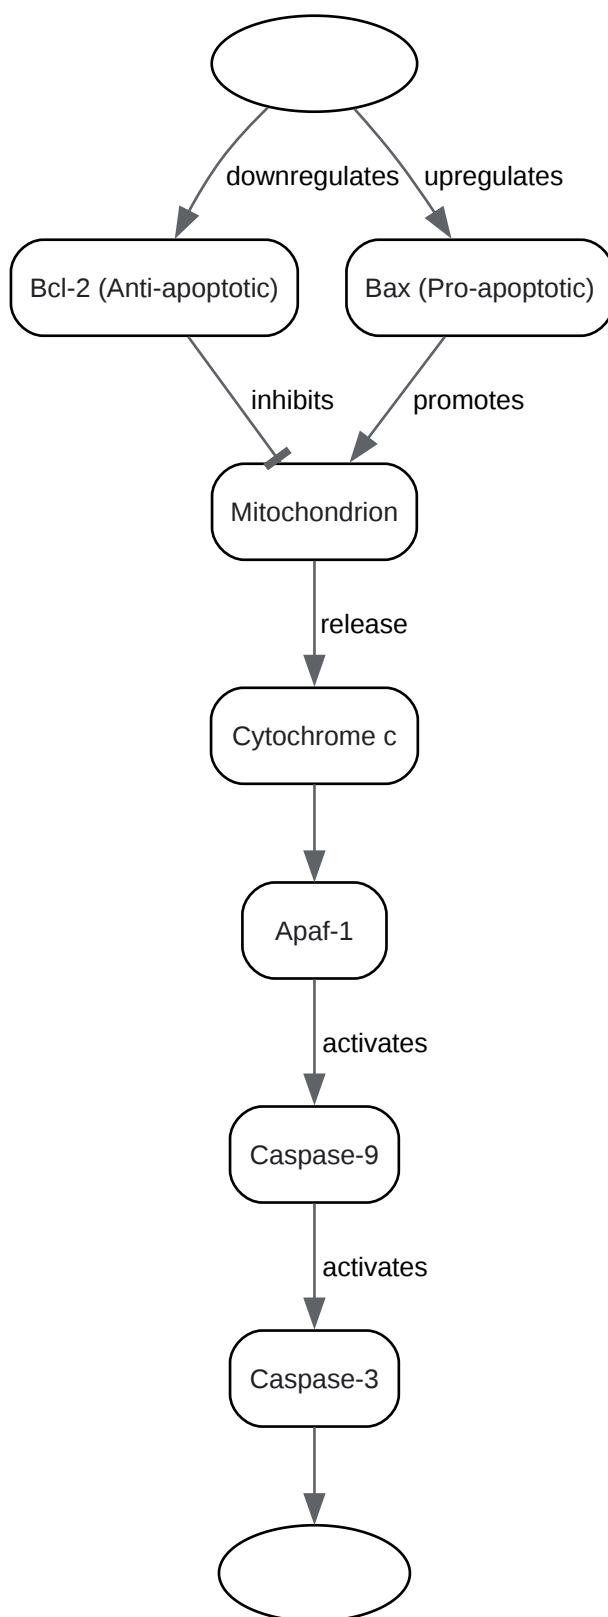 downregulates
upregulates
Bcl-2 (Anti-apoptotic)
Bax (Pro-apoptotic)
inhibits
promotes
Mitochondrion
release
Cytochrome c
Apaf-1
activates
Caspase-9
activates
Caspase-3